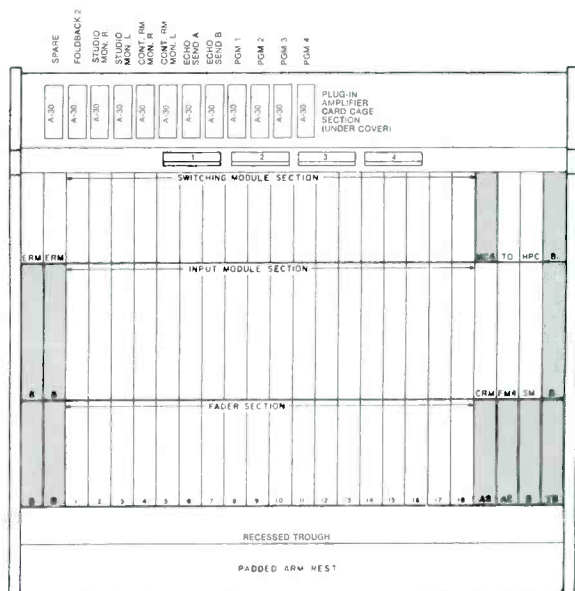 SPARE
FOLDBACK 2
STUDIO MON. R
STUDIO MON. L
CONT. RM MON. R
CONT. RM MON. L
ECHO SEND A
ECHO SEND B
PGM 1
PGM 2
PGM 3
PGM 4
A-30 A-30 A-30 A-30 A-30 A-30 A-30 A-30 A-30 A-30 A-30 A-30
PLUG-IN
AMPLIFIER
CARD CAGE
SECTION
(UNDER COVER)
1 2 3 4
SWITCHING MODULE SECTION
ERM ERM TO HPC B
INPUT MODULE SECTION
B B CRM FM4 SM B
FADER SECTION
B B 1 2 3 4 5 6 7 8 9 10 11 12 13 14 15 16 17 18 B
RECESSED TROUGH
PADDED ARM REST